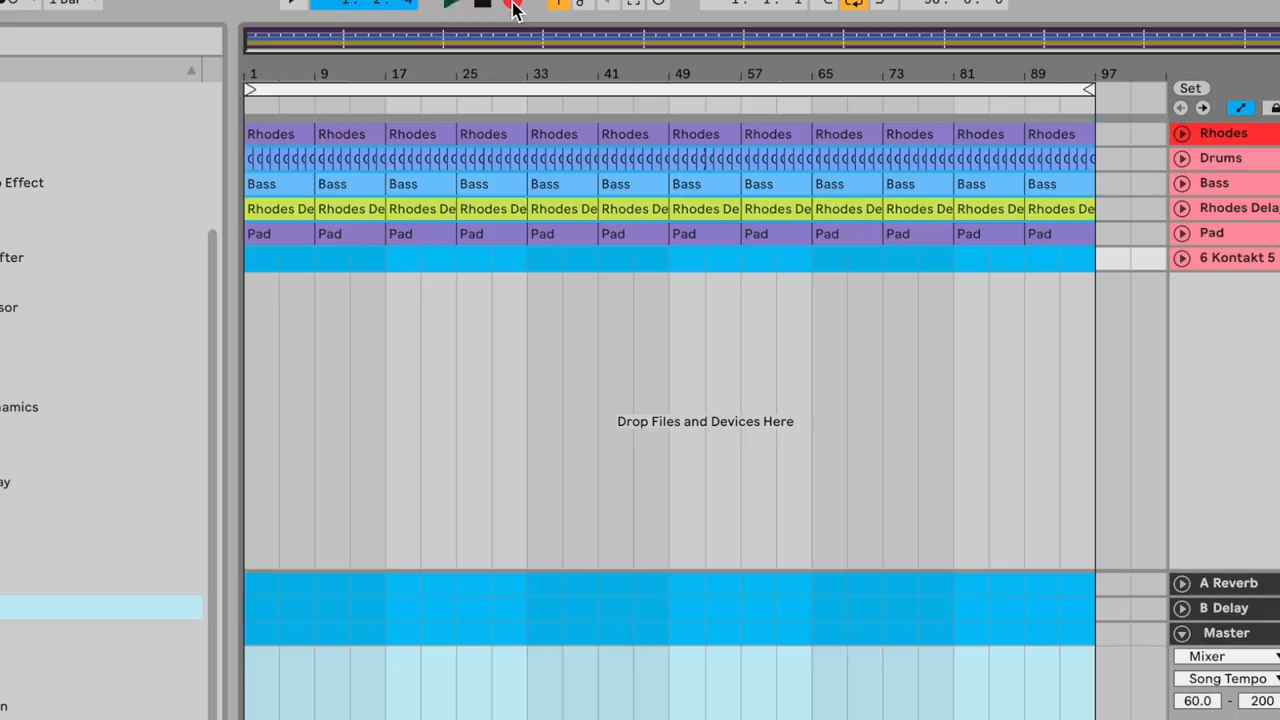 1 Bar
1 9 17 25 33 41 49 57 65 73 81 89 97
Set
Rhodes Rhodes Rhodes Rhodes Rhodes Rhodes Rhodes Rhodes Rhodes Rhodes Rhodes Rhodes Rhodes
Drums
o Effect Bass Bass Bass Bass Bass Bass Bass Bass Bass Bass Bass Bass Bass
Rhodes De Rhodes De Rhodes De Rhodes De Rhodes De Rhodes De Rhodes De Rhodes De Rhodes De Rhodes De Rhodes De Rhodes De Rhodes Dela
Pad Pad Pad Pad Pad Pad Pad Pad Pad Pad Pad Pad Pad
fter 6 Kontakt 5
sor
namics
Drop Files and Devices Here
ay
A Reverb
B Delay
Master
Mixer
Song Tempo
60.0 - 200
n